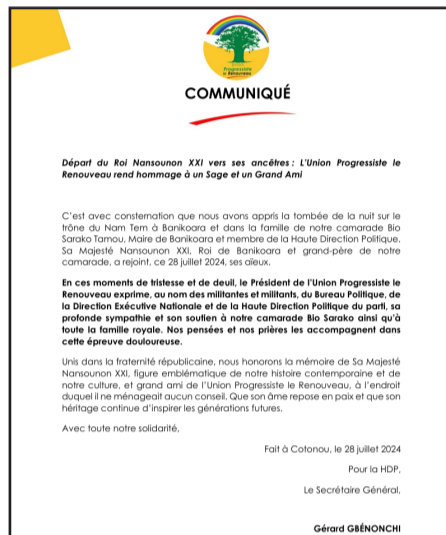 Progressiste
le Renouveau
COMMUNIQUÉ
Départ du Roi Nansounon XXI vers ses ancêtres : L'Union Progressiste le
Renouveau rend hommage à un Sage et un Grand Ami
C'est avec consternation que nous avons appris la tombée de la nuit sur le
trône du Nam Tem à Banikoara et dans la famille de notre camarade Bio
Sarako Tamou, Maire de Banikoara et membre de la Haute Direction Politique.
Sa Majesté Nansounon XXI, Roi de Banikoara et grand-père de notre
camarade, a rejoint, ce 28 juillet 2024, ses aïeux.
En ces moments de tristesse et de deuil, le Président de l'Union Progressiste le
Renouveau exprime, au nom des militantes et militants, du Bureau Politique, de
la Direction Exécutive Nationale et de la Haute Direction Politique du parti, sa
profonde sympathie et son soutien à notre camarade Bio Sarako ainsi qu'à
toute la famille royale. Nos pensées et nos prières les accompagnent dans
cette épreuve douloureuse.
Unis dans la fraternité républicaine, nous honorons la mémoire de Sa Majesté
Nansounon XXI, figure emblématique de notre histoire contemporaine et de
notre culture, et grand ami de l'Union Progressiste le Renouveau, à l'endroit
duquel il ne ménageait aucun conseil. Que son âme repose en paix et que son
héritage continue d'inspirer les générations futures.
Avec toute notre solidarité,
Fait à Cotonou, le 28 juillet 2024
Pour la HDP,
Le Secrétaire Général,
Gérard GBÉNONCHI